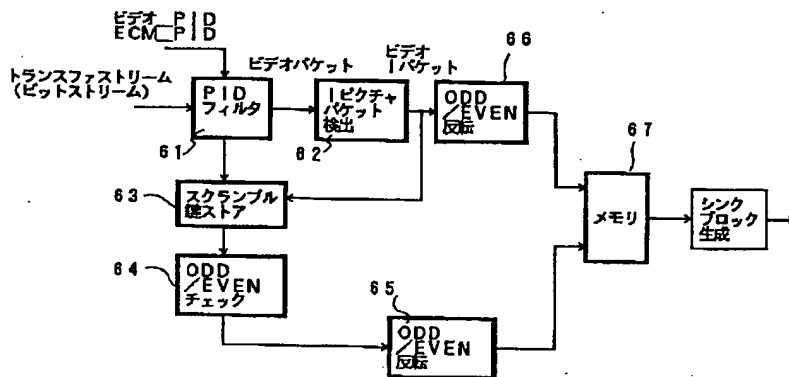 ビデオ_PID
ECM_PID
トランスファストリーム
(ビットストリーム)
PID
フィルタ
61
ビデオパケット
Iピクチャ
パケット
検出
62
ビデオ
Iパケット
66
ODD
/EVEN
反転
63
スクランブル
鍵ストア
64
ODD
/EVEN
チェック
65
ODD
/EVEN
反転
67
メモリ
シンク
ブロック
生成